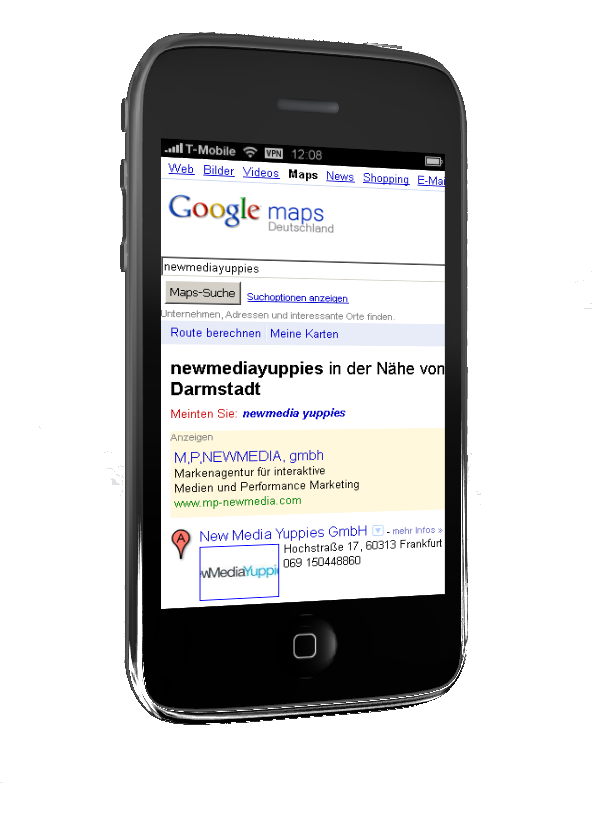 T-Mobile VPN 12:08
Web Bilder Videos Maps News Shopping E-Mai
Google maps
Deutschland
newmediayuppies
Maps-Suche Suchoptionen anzeigen
Unternehmen, Adressen und interessante Orte finden.
Route berechnen Meine Karten
newmediayuppies in der Nähe von
Darmstadt
Meinten Sie: newmedia yuppies
Anzeigen
M,P,NEWMEDIA, gmbh
Markenagentur für interaktive
Medien und Performance Marketing
www.mp-newmedia.com
A New Media Yuppies GmbH - mehr Infos »
Hochstraße 17, 60313 Frankfurt
069 150448860
wMediaYuppie